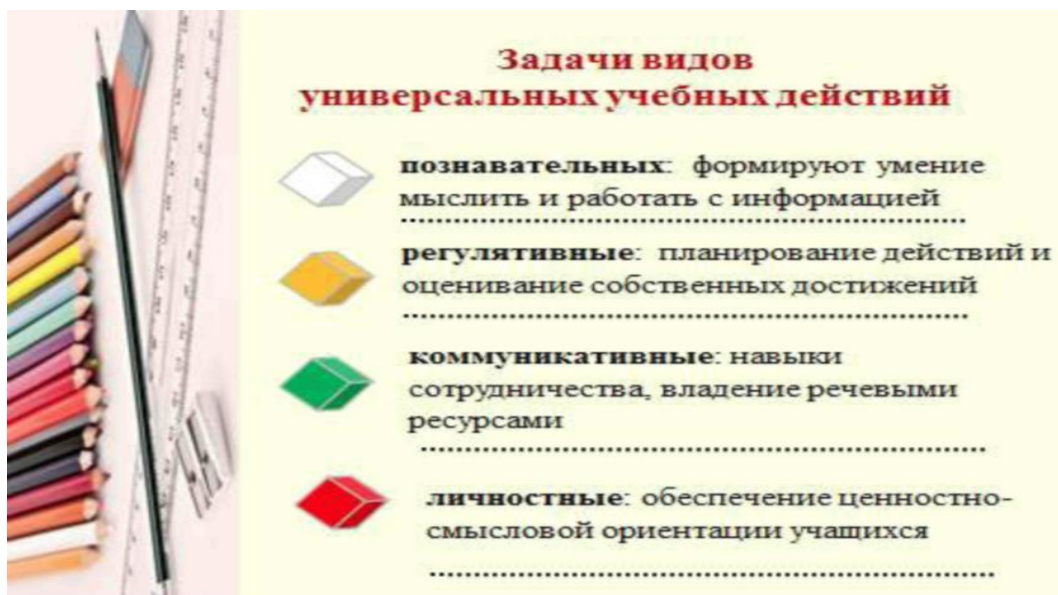 Задачи видов
универсальных учебных действий
познавательных: формируют умение
мыслить и работать с информацией
регулятивные: планирование действий и
оценивание собственных достижений
коммуникативные: навыки
сотрудничества, владение речевыми
ресурсами
личностные: обеспечение ценностно-
смысловой ориентации учащихся